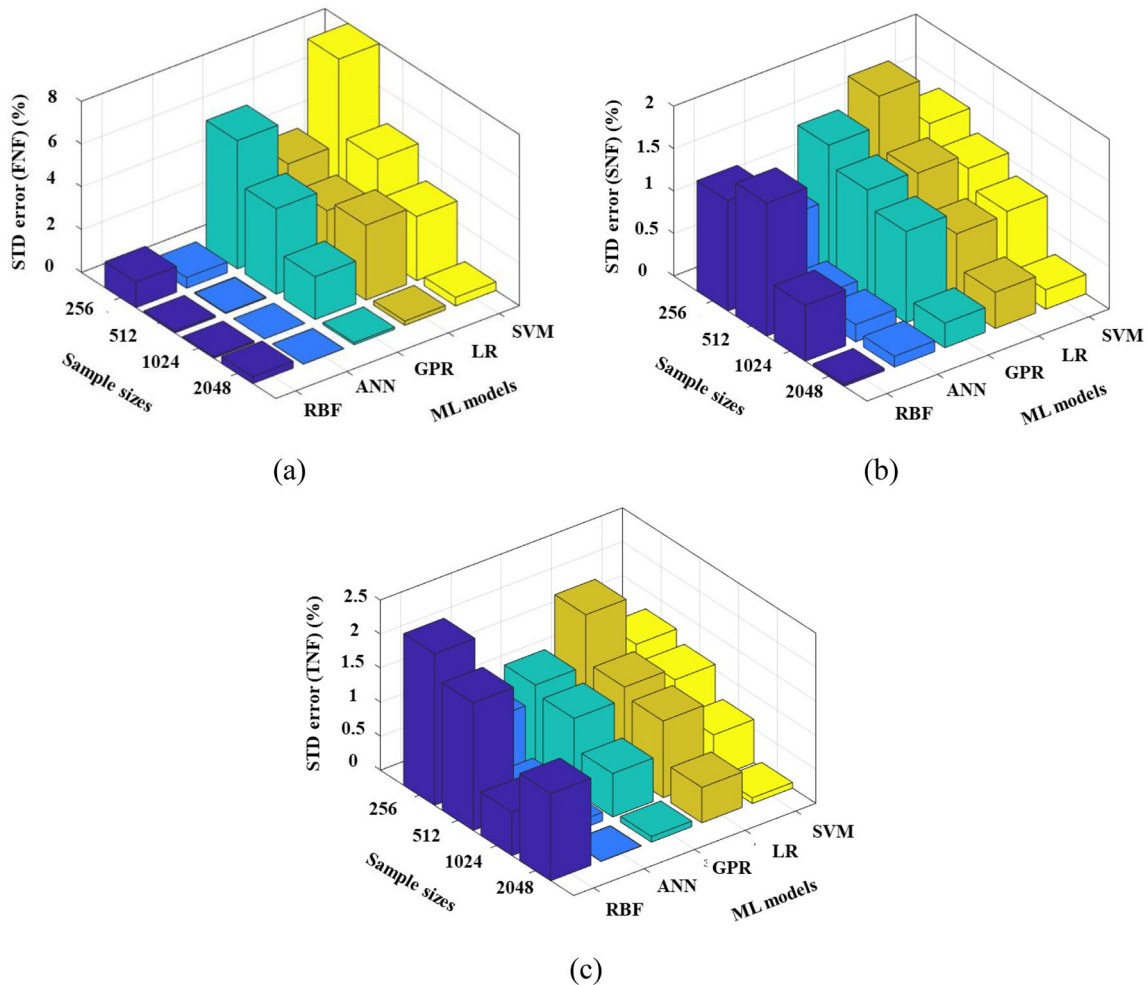 STD error (FNF) (%)
8
6
4
2
0
256
512
1024
2048
Sample sizes
RBF
ANN
GPR
LR
SVM
ML models
(a)
STD error (SNF) (%)
2
1.5
1
0.5
0
256
512
1024
2048
Sample sizes
RBF
ANN
GPR
LR
SVM
ML models
(b)
STD error (TNF) (%)
2.5
2
1.5
1
0.5
0
256
512
1024
2048
Sample sizes
RBF
ANN
3
GPR
LR
SVM
ML models
(c)